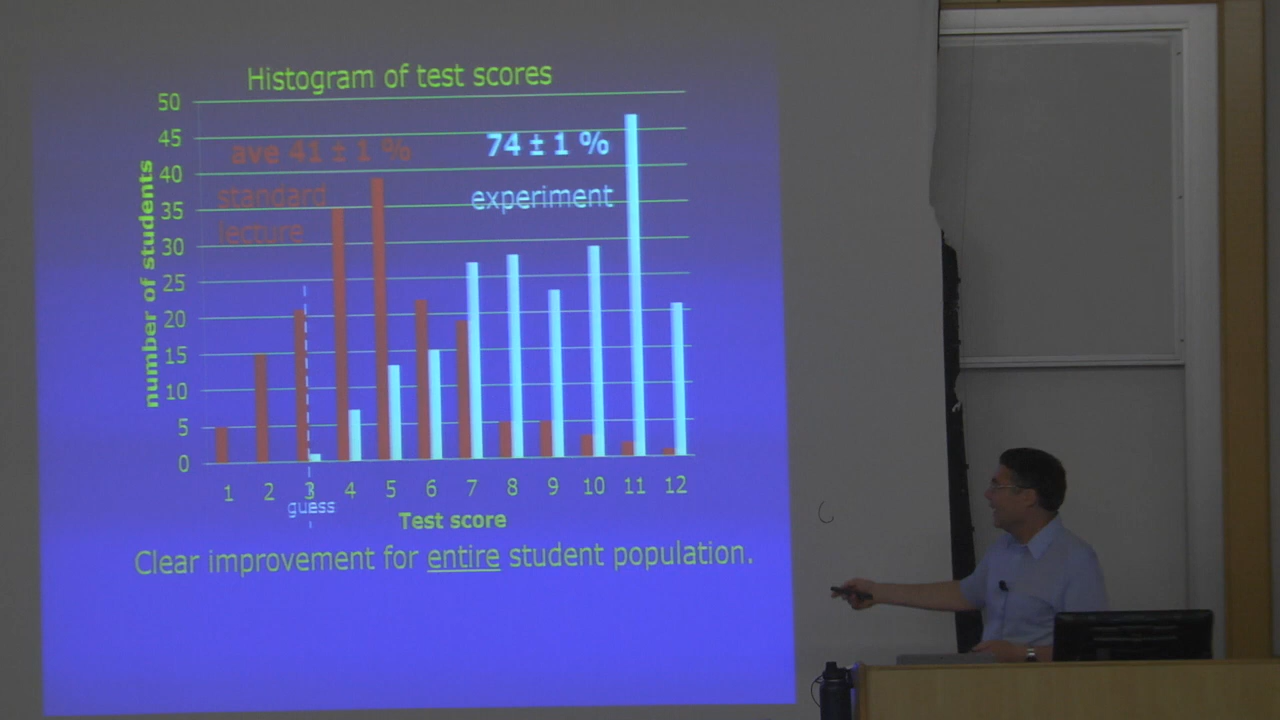 Histogram of test scores
50
45
40
35
30
25
20
15
10
5
0
number of students
ave 41 ± 1 %
standard
lecture
74 ± 1 %
experiment
1 2 3 4 5 6 7 8 9 10 11 12
guess
Test score
Clear improvement for entire student population.